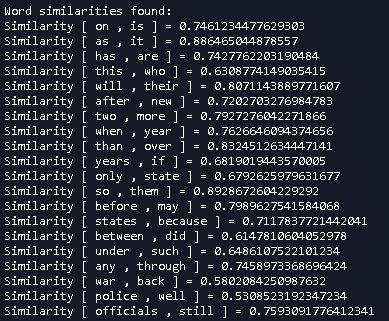 Word similarities found:
Similarity [ on , is ] = 0.7461234477629303
Similarity [ as , it ] = 0.886465044878557
Similarity [ has , are ] = 0.7427762203190484
Similarity [ this , who ] = 0.6308774149035415
Similarity [ will , their ] = 0.8071143889771607
Similarity [ after , new ] = 0.7202703276984783
Similarity [ two , more ] = 0.7927276042271866
Similarity [ when , year ] = 0.7626646094374656
Similarity [ than , over ] = 0.8324512634447141
Similarity [ years , if ] = 0.6819019443570005
Similarity [ only , state ] = 0.6792625979631677
Similarity [ so , them ] = 0.8928672604229292
Similarity [ before , may ] = 0.7989627541584068
Similarity [ states , because ] = 0.7117837721442041
Similarity [ between , did ] = 0.6147810604052978
Similarity [ under , such ] = 0.6486107522101234
Similarity [ any , through ] = 0.7458973368696424
Similarity [ war , back ] = 0.5802084250987632
Similarity [ police , well ] = 0.5308523192347234
Similarity [ officials , still ] = 0.7593091776412341